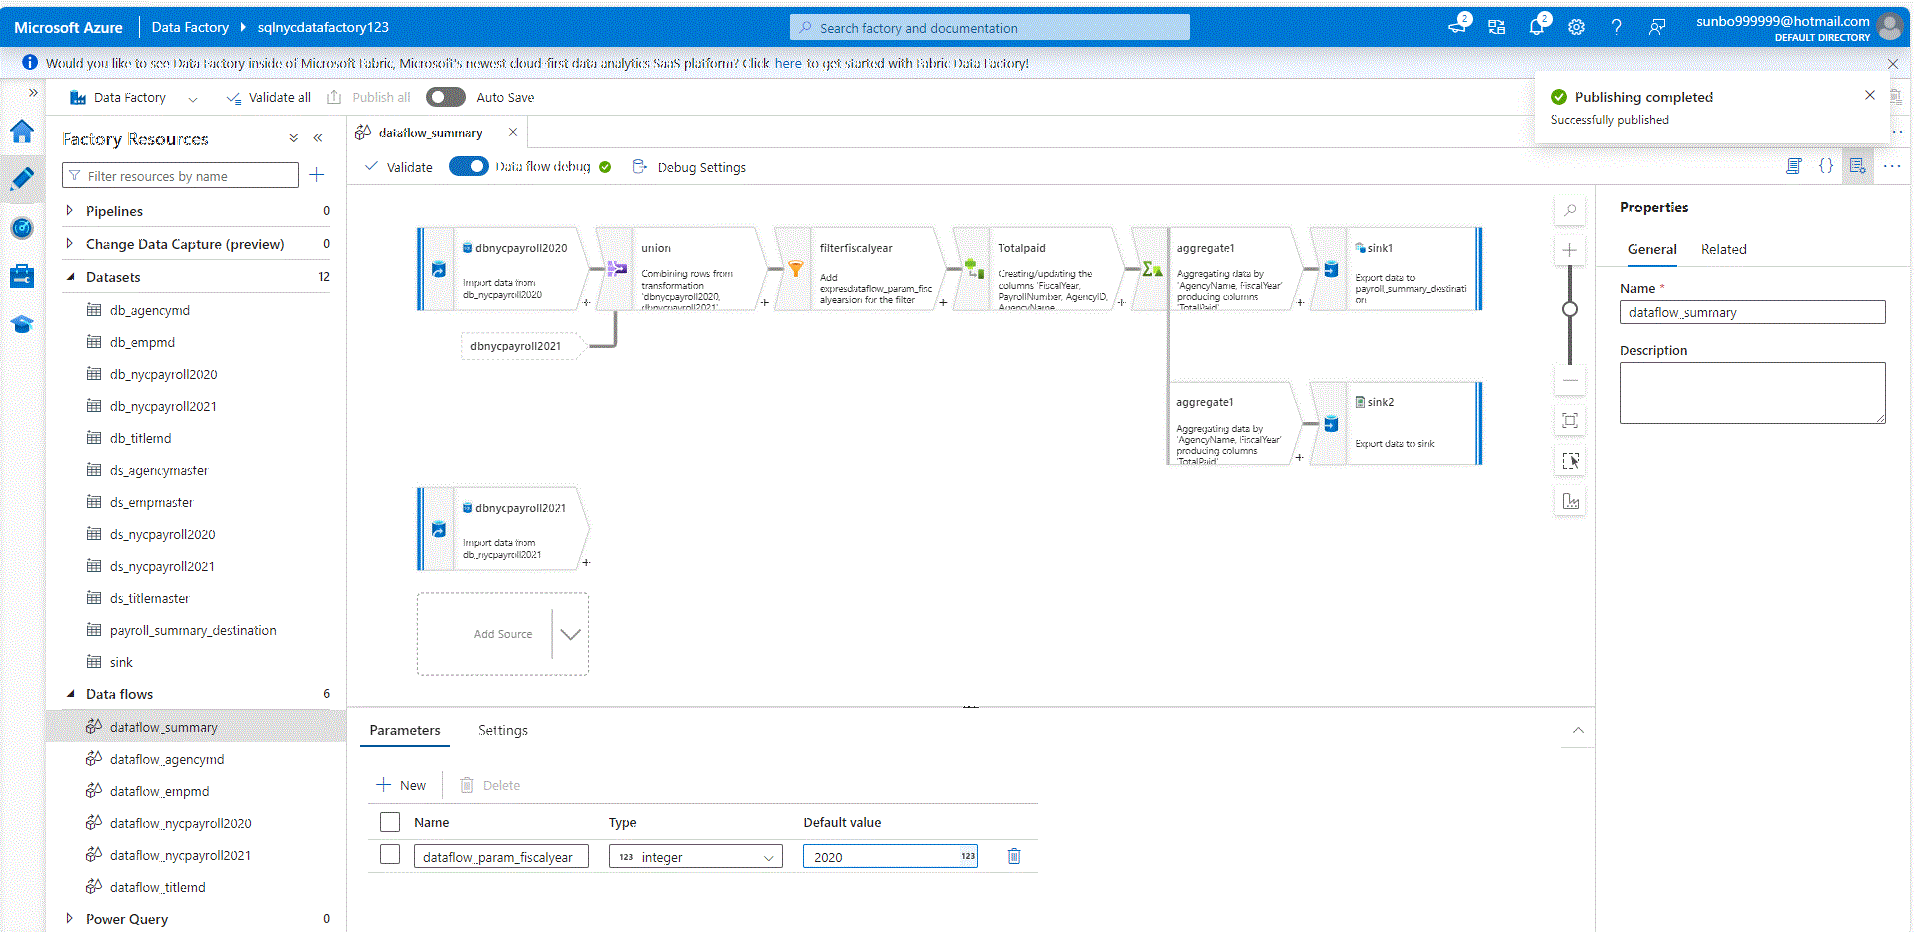 Microsoft Azure
Data Factory
sqlnycdatafactory123
Search factory and documentation
2
2
sunbo999999@hotmail.com
DEFAULT DIRECTORY
Would you like to see Data Factory inside of Microsoft Fabric, Microsoft's newest cloud-first data analytics SaaS platform? Click here to get started with Fabric Data Factory!
Data Factory
Validate all
Publish all
Auto Save
Publishing completed
Successfully published
Factory Resources
Filter resources by name
Pipelines 0
Change Data Capture (preview) 0
Datasets 12
db_agencymd
db_empmd
db_nycpayroll2020
db_nycpayroll2021
db_titlemd
ds_agencymaster
ds_empmaster
ds_nycpayroll2020
ds_nycpayroll2021
ds_titlemaster
payroll_summary_destination
sink
Data flows 6
dataflow_summary
dataflow_agencymd
dataflow_empmd
dataflow_nycpayroll2020
dataflow_nycpayroll2021
dataflow_titlemd
Power Query 0
dataflow_summary
Validate
Data flow debug
Debug Settings
dbnycpayroll2020
Import data from
db_nycpayroll2020
union
Combining rows from
transformation
'dbnycpayroll2020,
dbnycpayroll2021'
filterfiscalyear
Add
expresdataflow_param_fisc
alyearsion for the filter
Totalpaid
Creating/updating the
columns 'FiscalYear,
PayrollNumber, AgencyID,
AgencyName,
aggregate1
Aggregating data by
'AgencyName, FiscalYear'
producing columns
'TotalPaid'
sink1
Export data to
payroll_summary_destinati
on
dbnycpayroll2021
aggregate1
Aggregating data by
'AgencyName, FiscalYear'
producing columns
'TotalPaid'
sink2
Export data to sink
dbnycpayroll2021
Import data from
db_nycpayroll2021
Add Source
Parameters
Settings
New
Delete
Name
Type
Default value
dataflow_param_fiscalyear
123 integer
2020 123
Properties
General
Related
Name *
dataflow_summary
Description